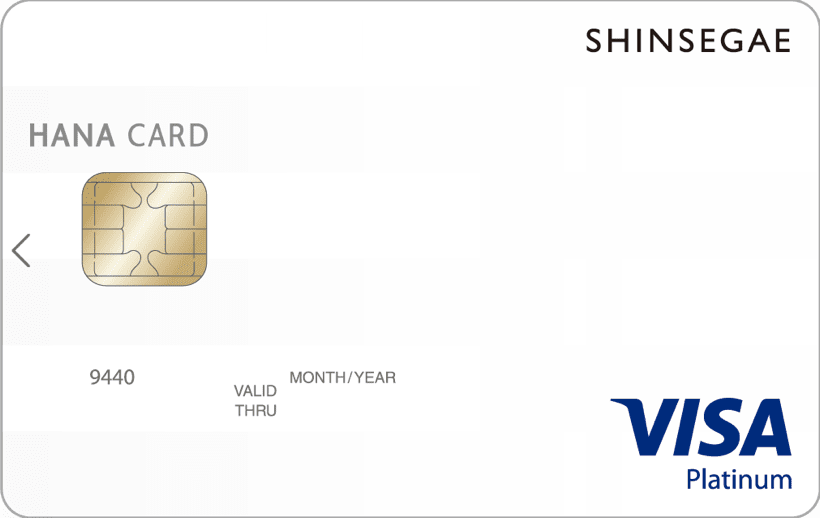 SHINSEGAE
HANA CARD
9440
MONTH/YEAR
VALID
THRU
VISA
Platinum